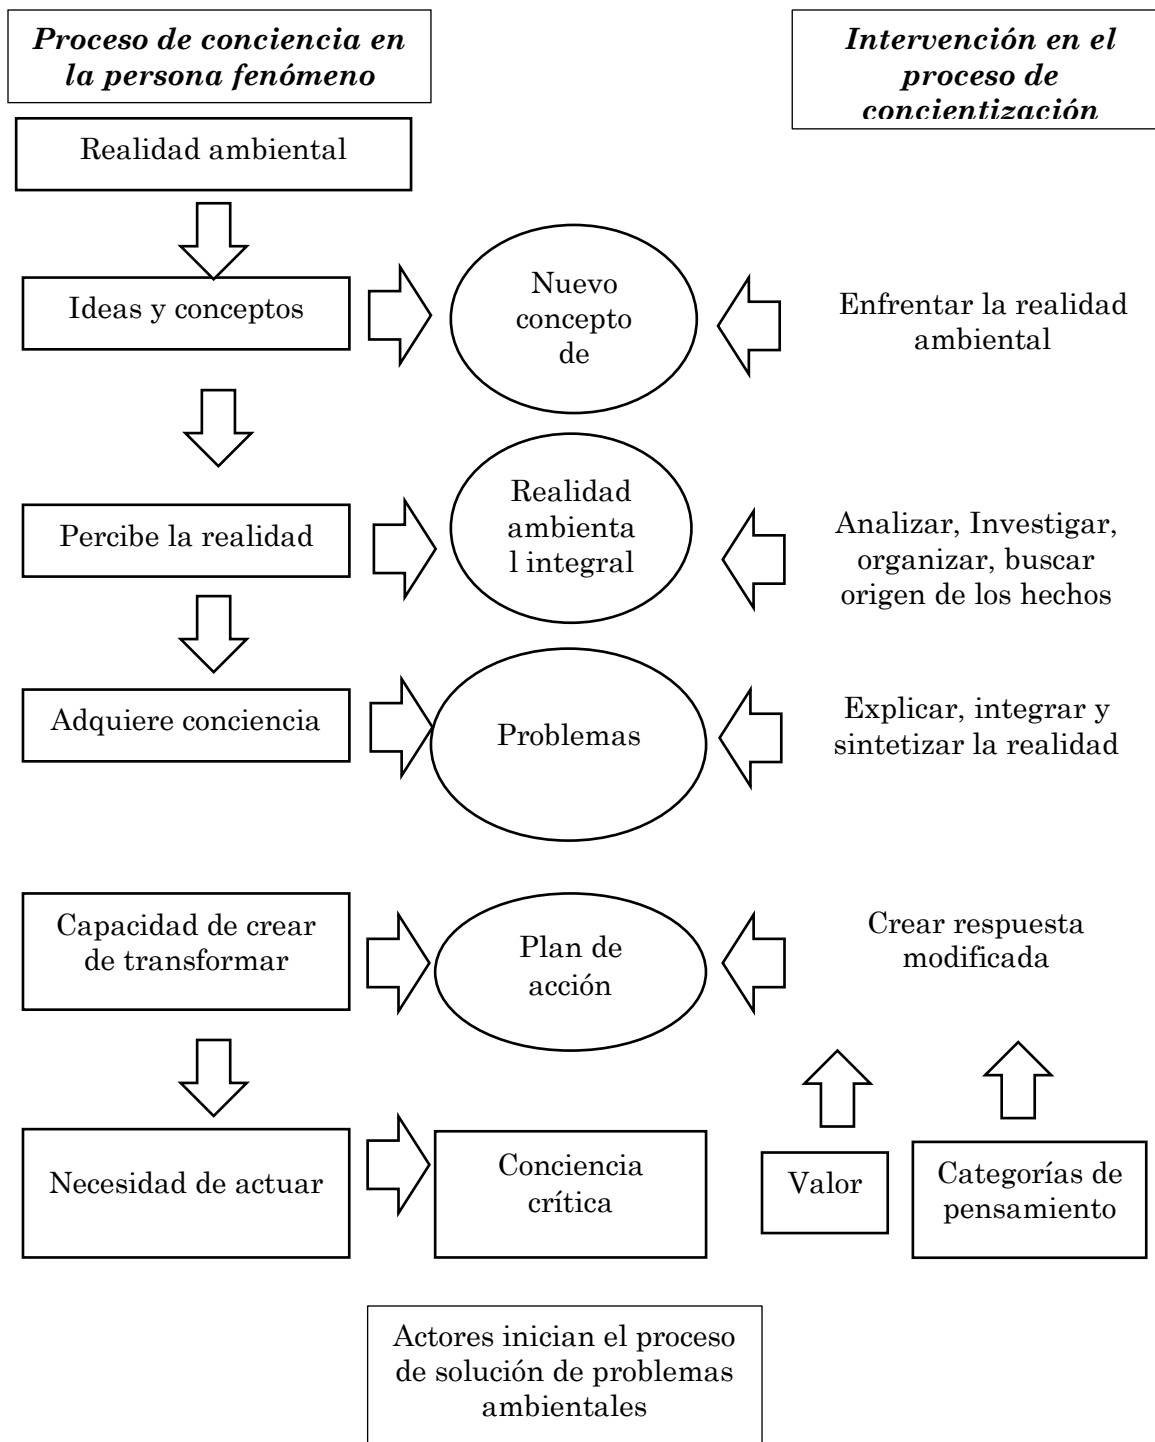 Proceso de conciencia en
la persona fenómeno
Intervención en el
proceso de
concientización
Realidad ambiental
Ideas y conceptos
Nuevo
concepto
de
Enfrentar la realidad
ambiental
Percibe la realidad
Realidad
ambienta
l integral
Analizar, Investigar,
organizar, buscar
origen de los hechos
Adquiere conciencia
Problemas
Explicar, integrar y
sintetizar la realidad
Capacidad de crear
de transformar
Plan de
acción
Crear respuesta
modificada
Necesidad de actuar
Conciencia
crítica
Valor
Categorías de
pensamiento
Actores inician el proceso
de solución de problemas
ambientales